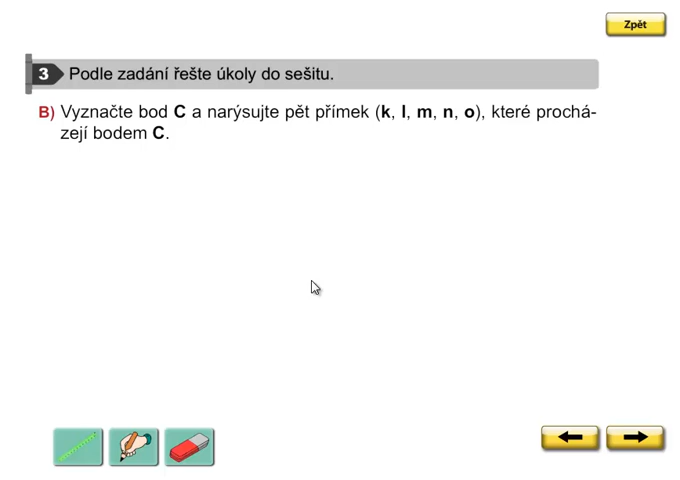 Zpět
3 Podle zadání řešte úkoly do sešitu.
B) Vyznačte bod C a narýsujte pět přímek (k, l, m, n, o), které prochá-
zejí bodem C.